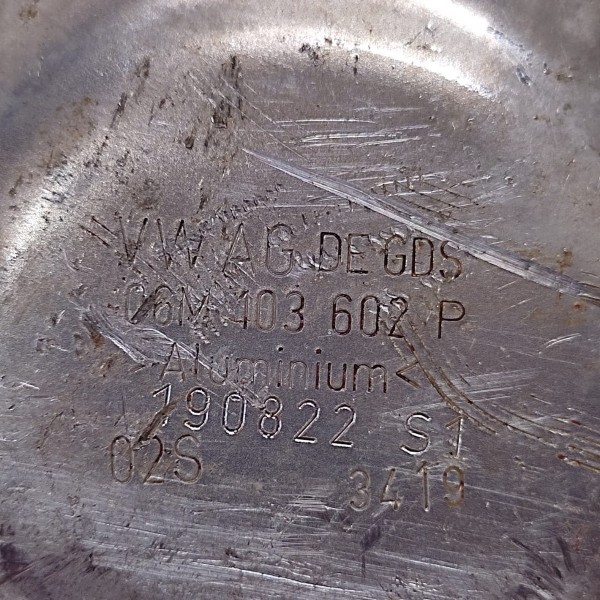 VW AG DE GDS
06M 103 602 P
>Aluminium<
190822 S1
02S 3419